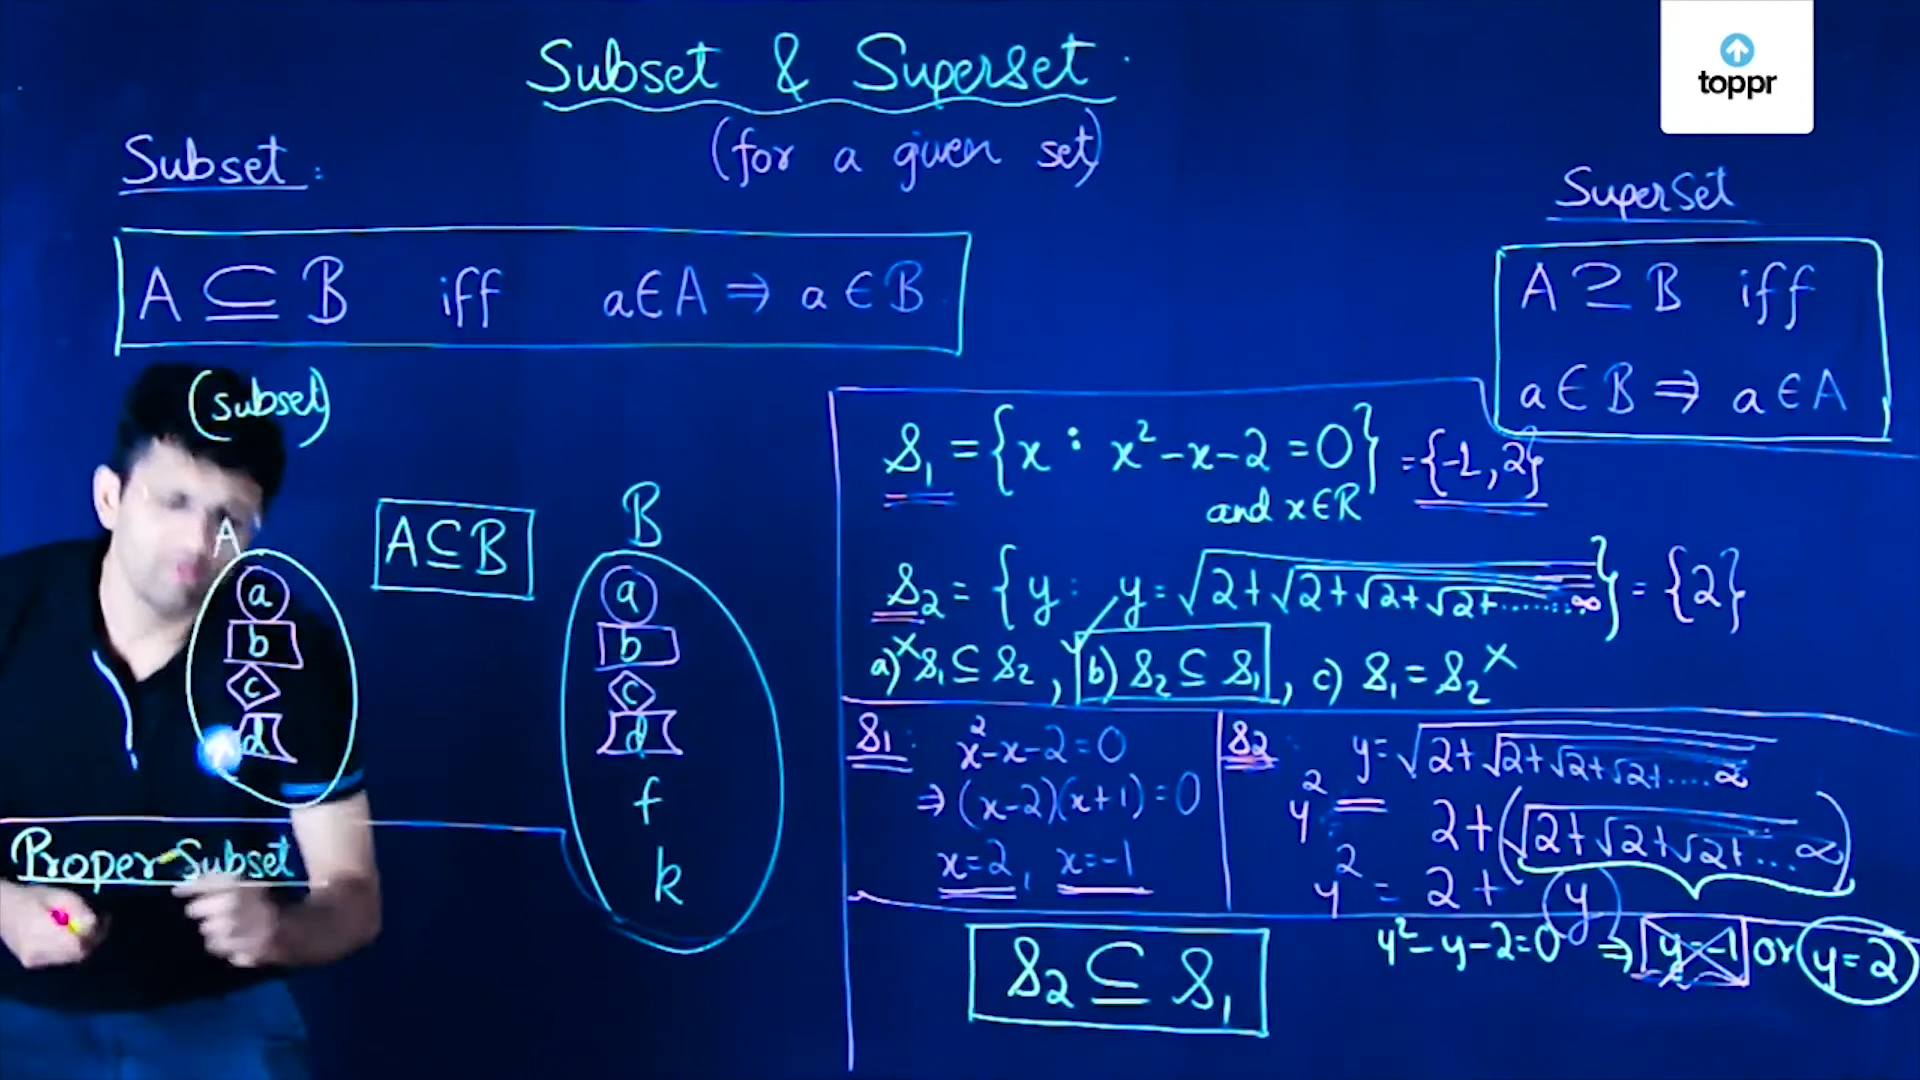 Subset & Superset
(for a given set)
toppr
Subset:
A ⊆ B iff a∈A ⇒ a∈B
SuperSet
A ⊇ B iff
a∈B ⇒ a∈A
(subset)
A
a
b
c
d
A⊆B
B
a
b
c
d
f
k
Proper Subset
S₁ = {x : x²-x-2=0} = {-1, 2}
and x∈R
S₂ = {y : y=√2+√2+√2+√2+.......∞} = {2}
a) S₁⊆S₂ ×, b) S₂⊆S₁ ✓, c) S₁=S₂ ×
S1: x²-x-2=0
⇒ (x-2)(x+1)=0
x=2, x=-1
S2: y=√2+√2+√2+√2+....∞
y² = 2+(√2+√2+√2+...∞)
y² = 2+ y
y²-y-2=0 ⇒ y=-1 or y=2
S₂ ⊆ S₁